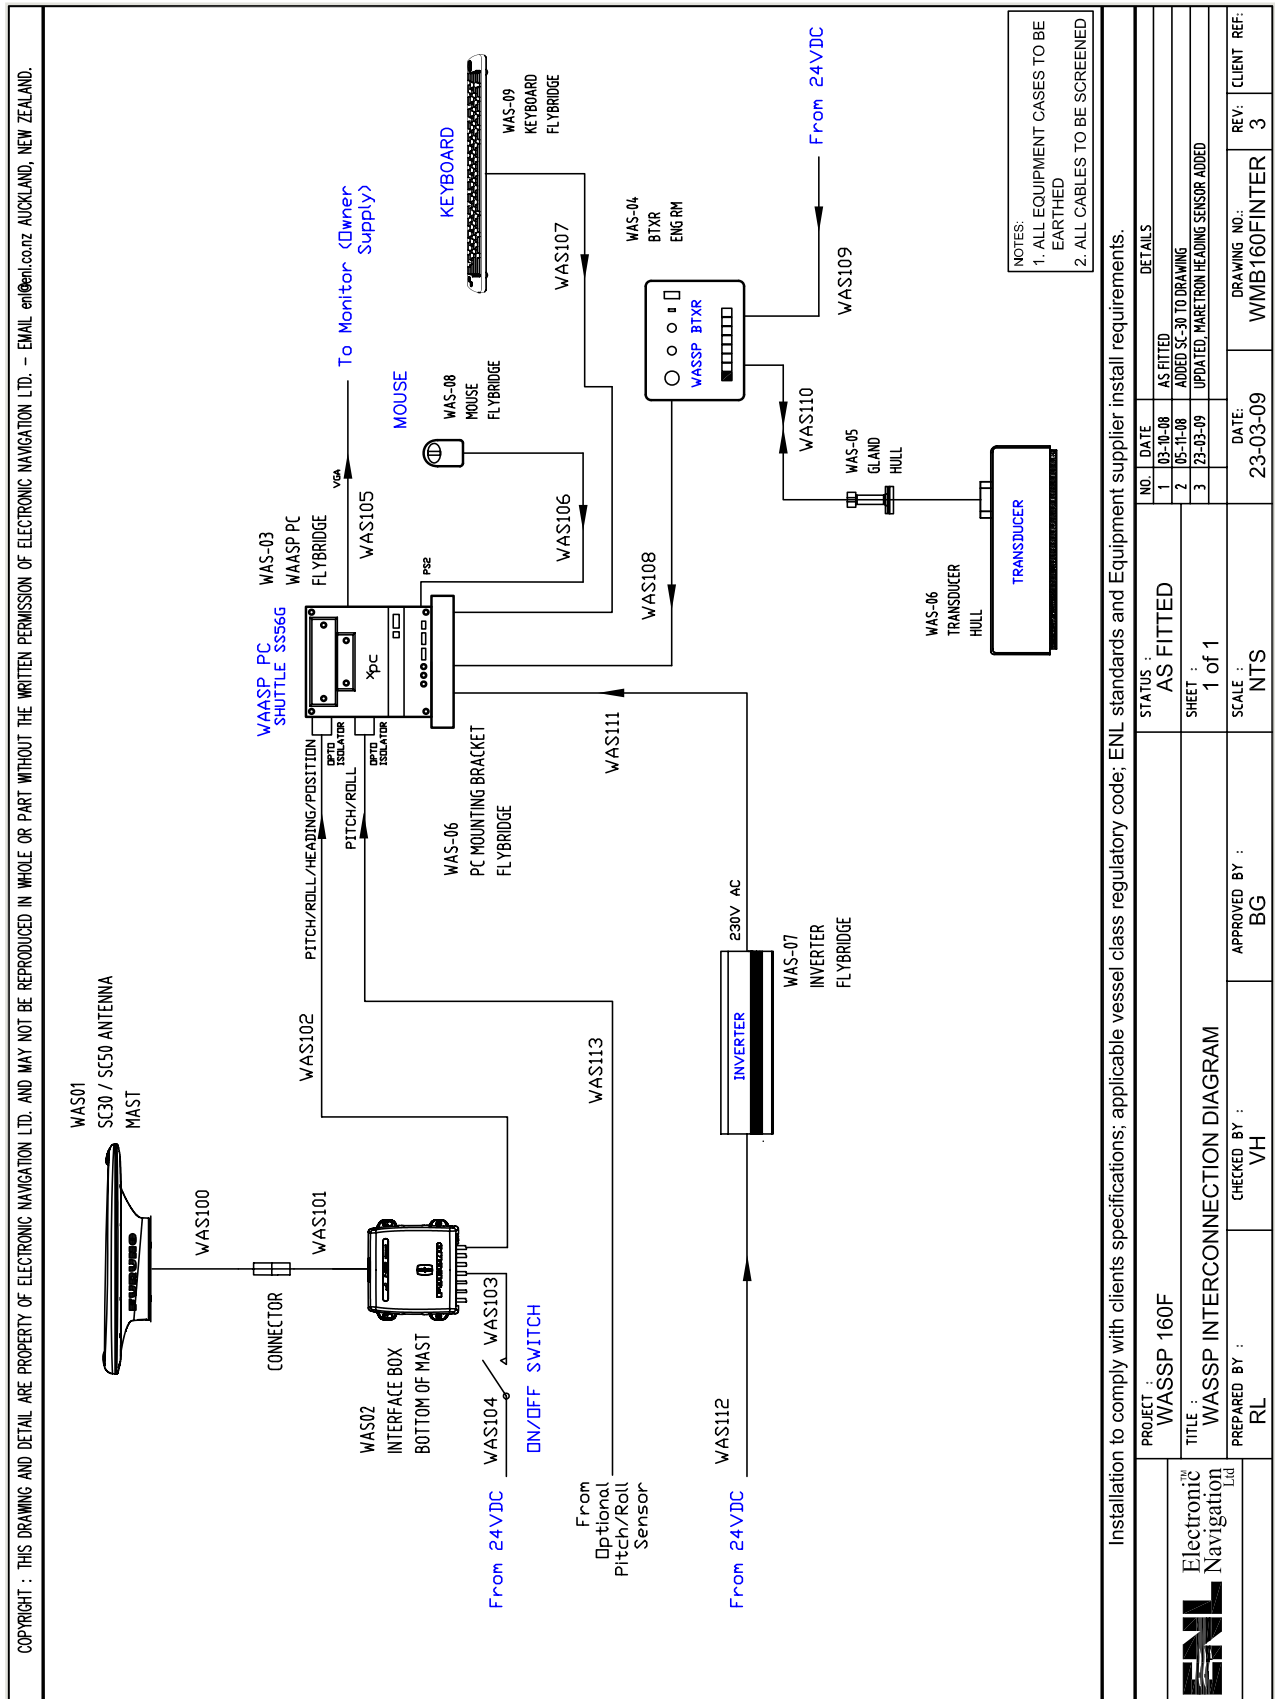 COPYRIGHT : THIS DRAWING AND DETAIL ARE PROPERTY OF ELECTRONIC NAVIGATION LTD. AND MAY NOT BE REPRODUCED IN WHOLE OR PART WITHOUT THE WRITTEN PERMISSION OF ELECTRONIC NAVIGATION LTD. – EMAIL enl@enl.co.nz AUCKLAND, NEW ZEALAND.
WAS01
SC30 / SC50 ANTENNA
MAST
FURUNO
WAS100
CONNECTOR
WAS101
WAS02
INTERFACE BOX
BOTTOM OF MAST
WAS103
WAS104
ON/OFF SWITCH
From 24VDC
WAS102
PITCH/ROLL/HEADING/POSITION
PITCH/ROLL
OPTO
ISOLATOR
OPTO
ISOLATOR
From
Optional
Pitch/Roll
Sensor
WAS113
WAASP PC
SHUTTLE SS56G
WAS-03
WAASP PC
FLYBRIDGE
xpc
VGA
WAS105
To Monitor (Owner
Supply)
PS2
MOUSE
WAS-08
MOUSE
FLYBRIDGE
WAS106
KEYBOARD
WAS-09
KEYBOARD
FLYBRIDGE
WAS107
WAS-06
PC MOUNTING BRACKET
FLYBRIDGE
WAS111
WAS108
WAS-04
BTXR
ENG RM
WASSP BTXR
WAS109
From 24VDC
WAS110
WAS-05
GLAND
HULL
WAS-06
TRANSDUCER
HULL
TRANSDUCER
From 24VDC
WAS112
INVERTER
230V AC
WAS-07
INVERTER
FLYBRIDGE
NOTES:
1. ALL EQUIPMENT CASES TO BE
EARTHED
2. ALL CABLES TO BE SCREENED
Installation to comply with clients specifications; applicable vessel class regulatory code; ENL standards and Equipment supplier install requirements.
ENL Electronic™
Navigation
Ltd
PROJECT :
WASSP 160F
TITLE :
WASSP INTERCONNECTION DIAGRAM
PREPARED BY :
RL
CHECKED BY :
VH
APPROVED BY :
BG
STATUS :
AS FITTED
SHEET :
1 of 1
SCALE :
NTS
NO. DATE DETAILS
1 03-10-08 AS FITTED
2 05-11-08 ADDED SC-30 TO DRAWING
3 23-03-09 UPDATED, MARETRON HEADING SENSOR ADDED
DATE:
23-03-09
DRAWING NO.:
WMB160FINTER
REV:
3
CLIENT REF: